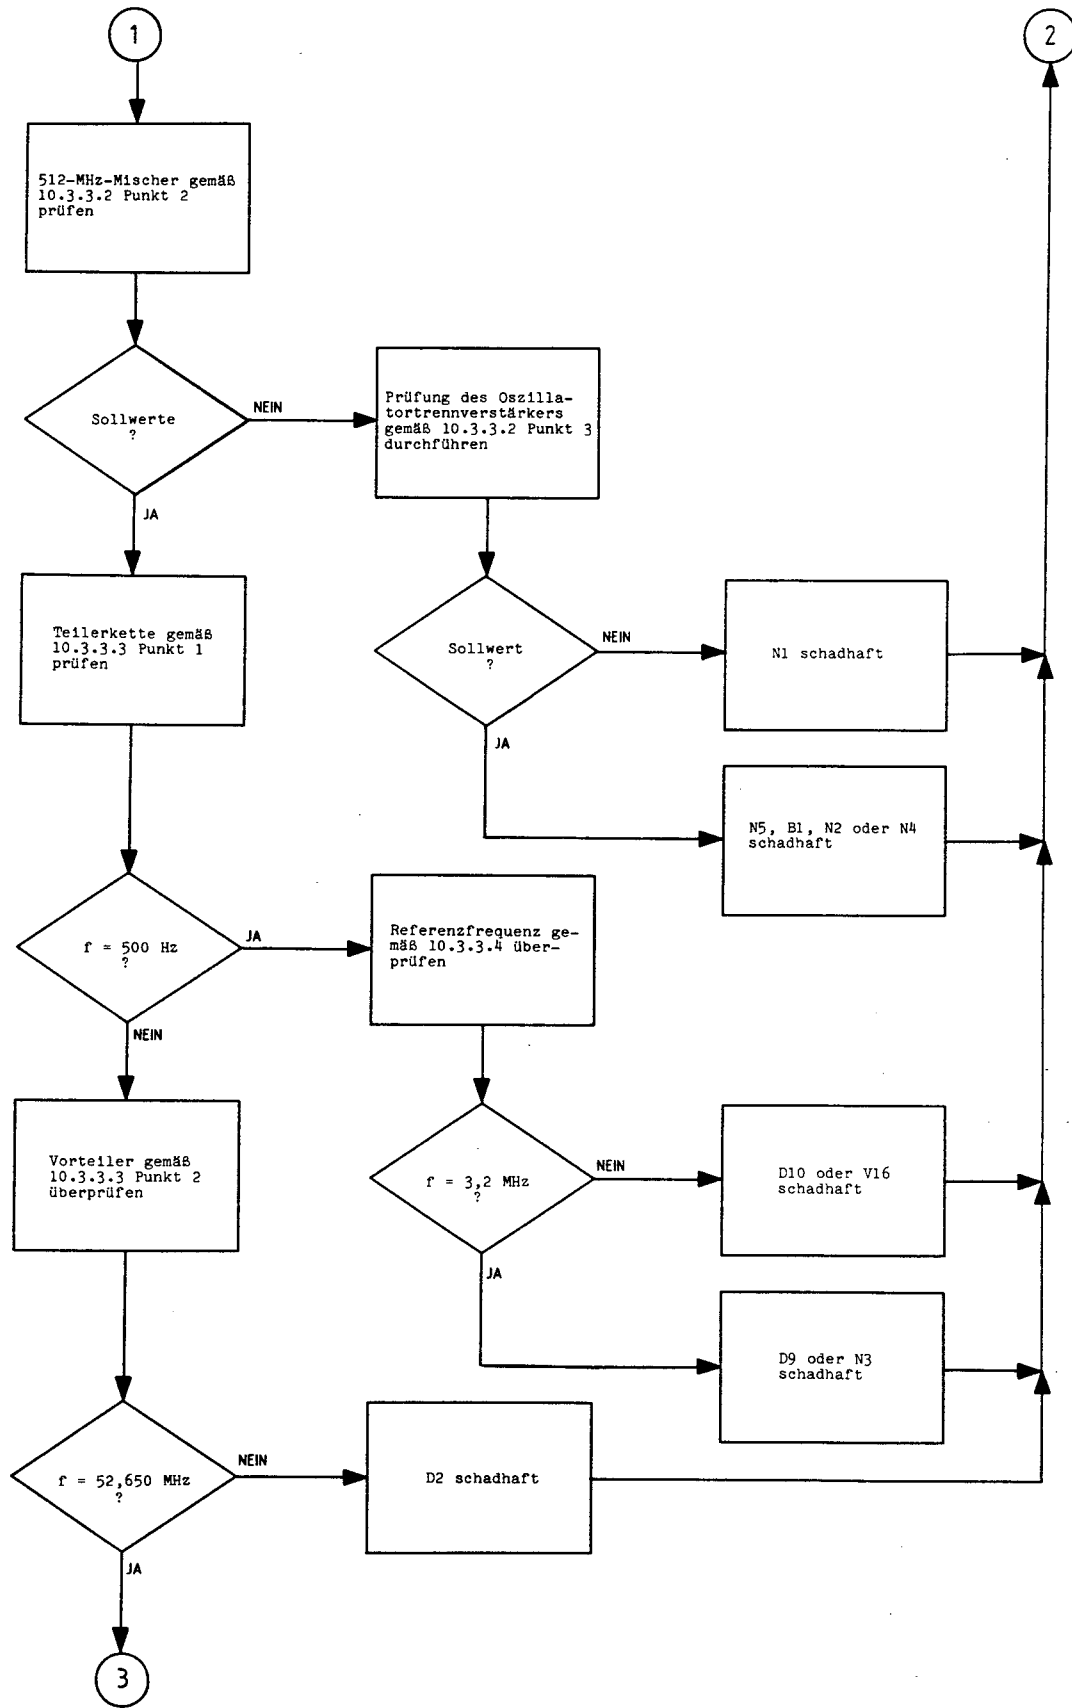 1
2
512-MHz-Mischer gemäß
10.3.3.2 Punkt 2
prüfen
Sollwerte
?
NEIN
JA
Prüfung des Oszilla-
tortrennverstärkers
gemäß 10.3.3.2 Punkt 3
durchführen
Teilerkette gemäß
10.3.3.3 Punkt 1
prüfen
Sollwert
?
NEIN
JA
N1 schadhaft
N5, B1, N2 oder N4
schadhaft
f = 500 Hz
?
JA
NEIN
Referenzfrequenz ge-
mäß 10.3.3.4 über-
prüfen
Vorteiler gemäß
10.3.3.3 Punkt 2
überprüfen
f = 3,2 MHz
?
NEIN
JA
D10 oder V16
schadhaft
D9 oder N3
schadhaft
f = 52,650 MHz
?
NEIN
JA
D2 schadhaft
3